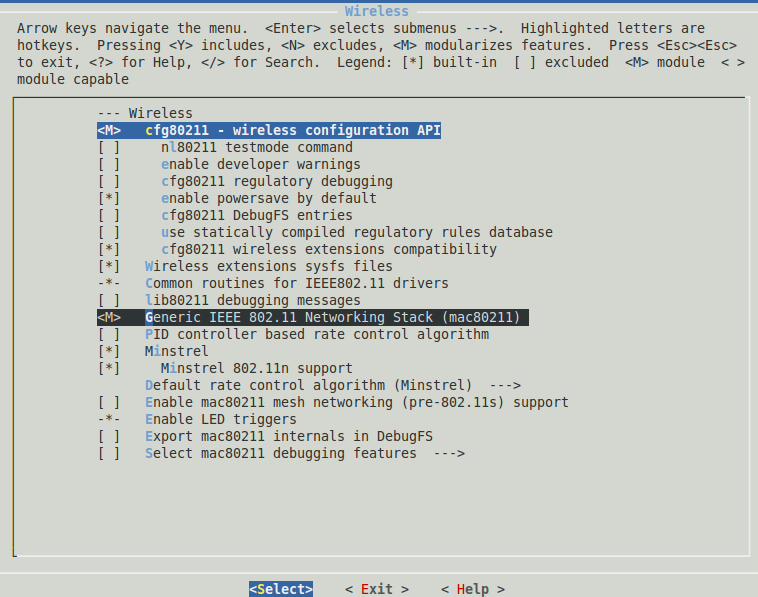 Wireless
Arrow keys navigate the menu.  <Enter> selects submenus --->.  Highlighted letters are
hotkeys.  Pressing <Y> includes, <N> excludes, <M> modularizes features.  Press <Esc><Esc>
to exit, <?> for Help, </> for Search.  Legend: [*] built-in  [ ] excluded  <M> module  < >
module capable
--- Wireless
<M>   cfg80211 - wireless configuration API
[ ]     nl80211 testmode command
[ ]     enable developer warnings
[ ]     cfg80211 regulatory debugging
[*]     enable powersave by default
[ ]     cfg80211 DebugFS entries
[ ]     use statically compiled regulatory rules database
[*]     cfg80211 wireless extensions compatibility
[*]   Wireless extensions sysfs files
-*-   Common routines for IEEE802.11 drivers
[ ]   lib80211 debugging messages
<M>   Generic IEEE 802.11 Networking Stack (mac80211)
[ ]   PID controller based rate control algorithm
[*]   Minstrel
[*]     Minstrel 802.11n support
Default rate control algorithm (Minstrel)  --->
[ ]   Enable mac80211 mesh networking (pre-802.11s) support
-*-   Enable LED triggers
[ ]   Export mac80211 internals in DebugFS
[ ]   Select mac80211 debugging features  --->
<Select>    < Exit >    < Help >